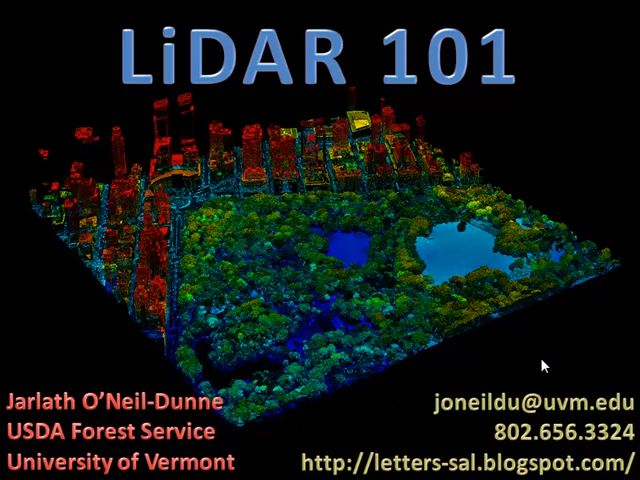 LiDAR 101
Jarlath O'Neil-Dunne
USDA Forest Service
University of Vermont
joneildu@uvm.edu
802.656.3324
http://letters-sal.blogspot.com/